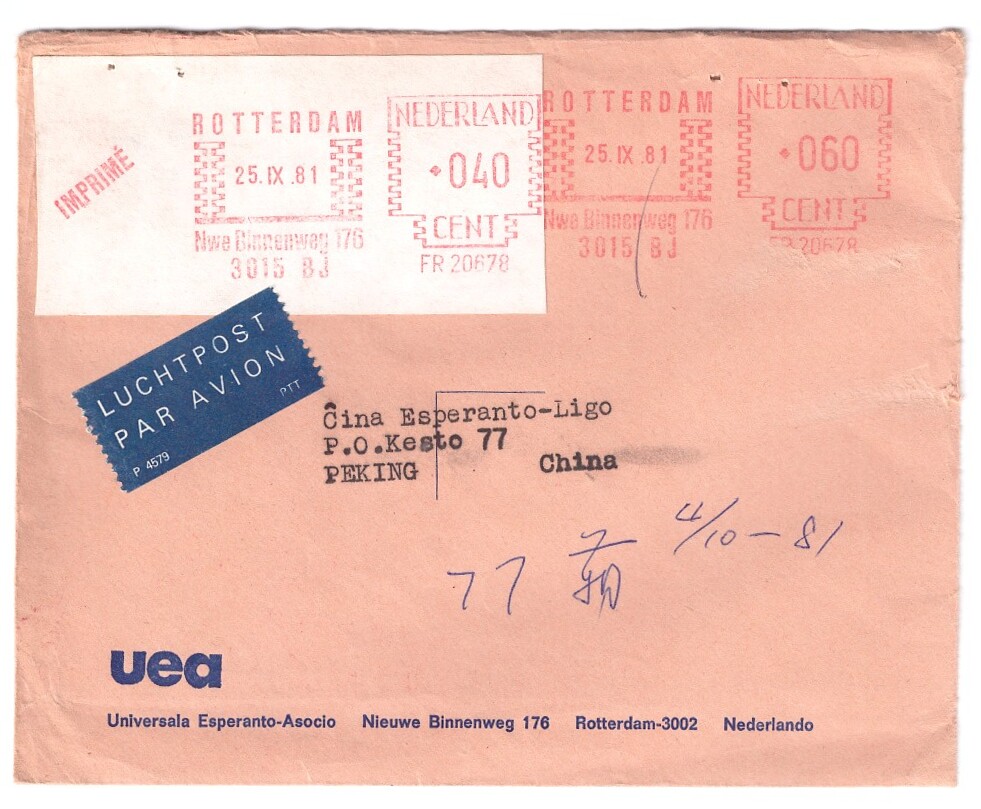 IMPRIMÉ
ROTTERDAM
25.IX.81
Nwe Binnenweg 176
3015 BJ
NEDERLAND
040
CENT
FR 20678
ROTTERDAM
25.IX.81
Nwe Binnenweg 176
3015 BJ
NEDERLAND
060
CENT
FR 20678
LUCHTPOST
PAR AVION
PTT
P 4579
Ĉina Esperanto-Ligo
P.O.Kesto 77
PEKING China
4/10-81
77
uea
Universala Esperanto-Asocio Nieuwe Binnenweg 176 Rotterdam-3002 Nederlando